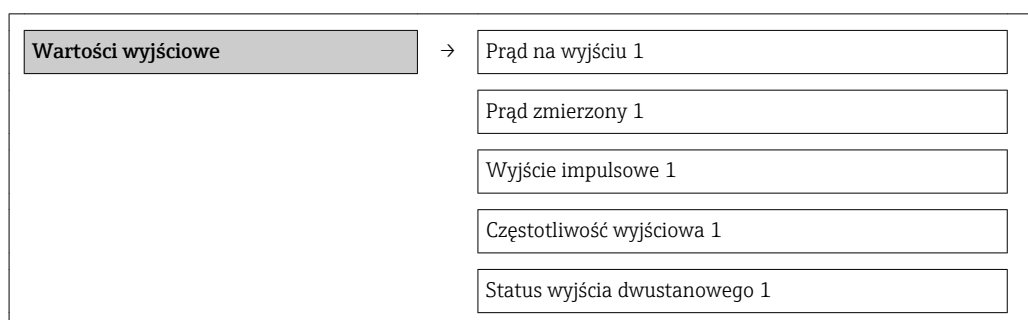 Wartości wyjściowe → Prąd na wyjściu 1
Prąd zmierzony 1
Wyjście impulsowe 1
Częstotliwość wyjściowa 1
Status wyjścia dwustanowego 1